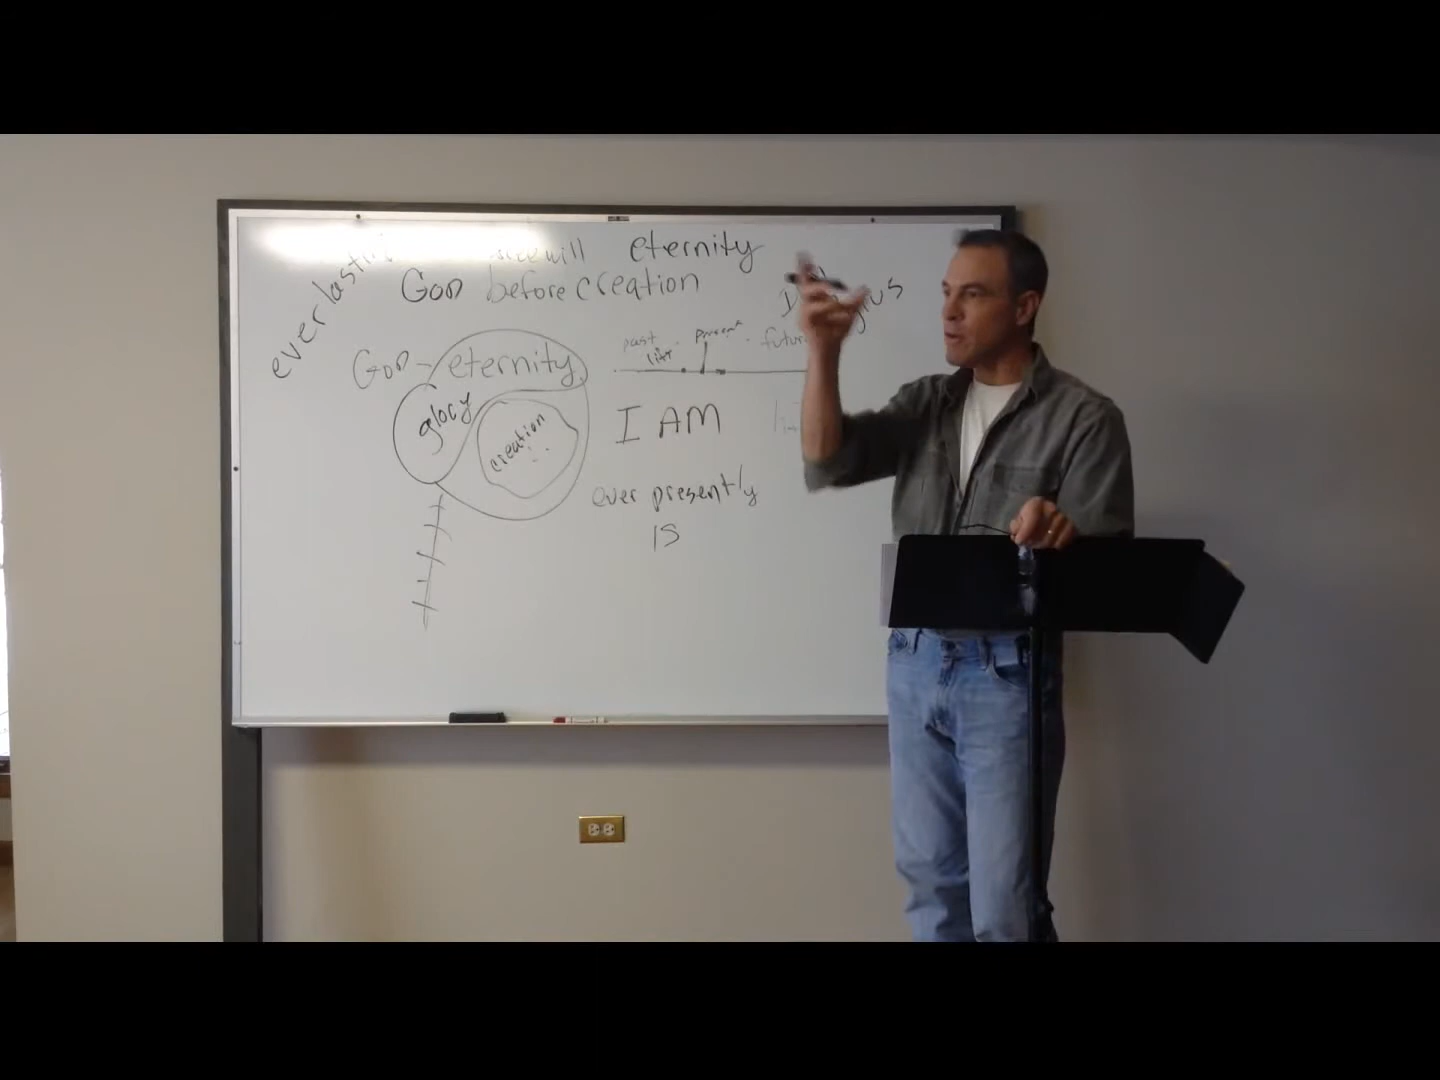 eternity
God before creation
everlasting
God - eternity
past present future
glory
creation
I AM
ever presently
IS